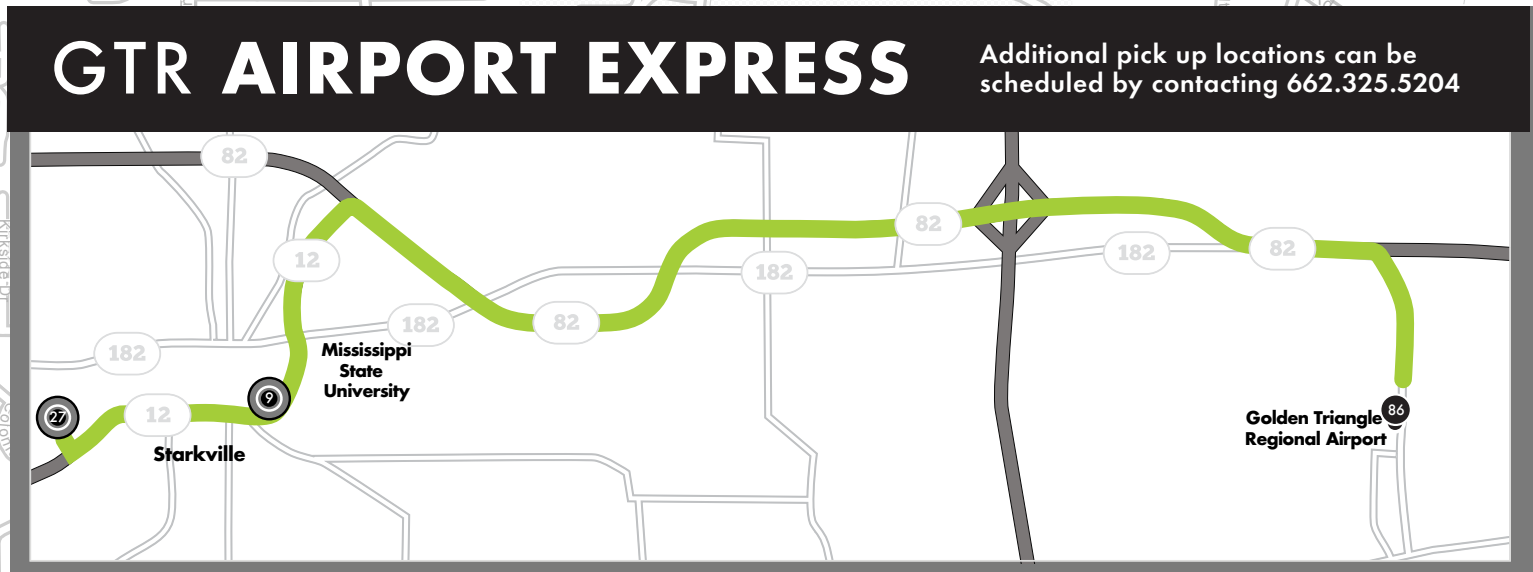 GTR AIRPORT EXPRESS
Additional pick up locations can be
scheduled by contacting 662.325.5204
82
12
182
182
12
82
182
82
182
82
27
9
86
Mississippi
State
University
Starkville
Golden Triangle
Regional Airport
Kirkside Dr